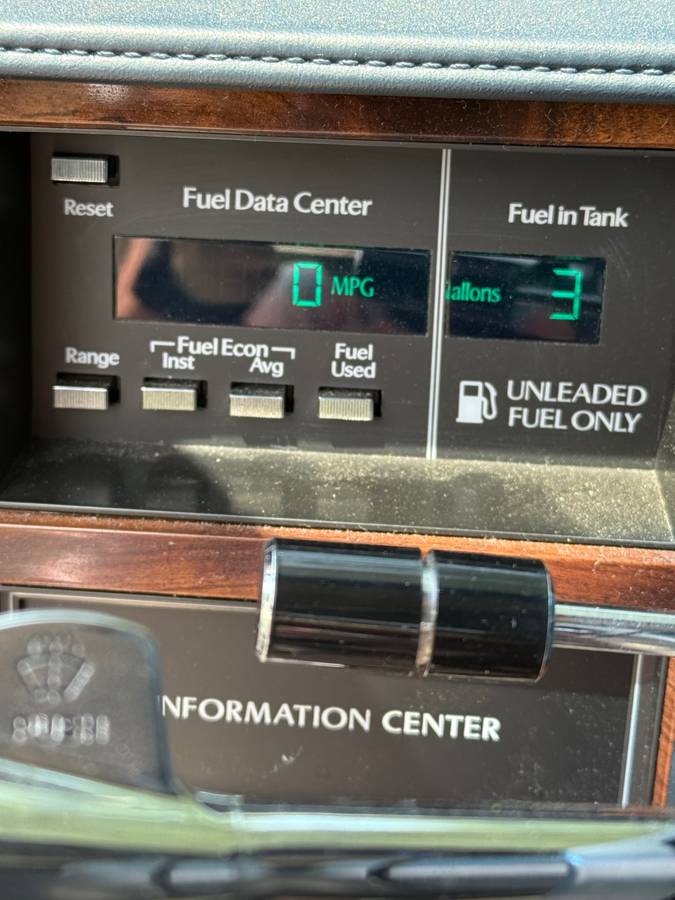 Reset
Fuel Data Center
Fuel in Tank
0 MPG
allons 3
Range
Fuel Econ
Inst
Avg
Fuel
Used
UNLEADED
FUEL ONLY
NFORMATION CENTER